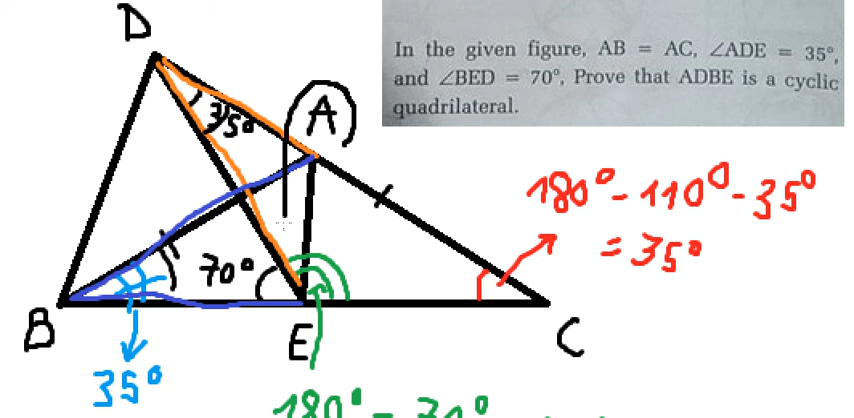 In the given figure, AB = AC, ∠ADE = 35°,
and ∠BED = 70°, Prove that ADBE is a cyclic
quadrilateral.
D
35°
A
180° - 110° - 35°
= 35°
70°
B
E
C
35°
180° -